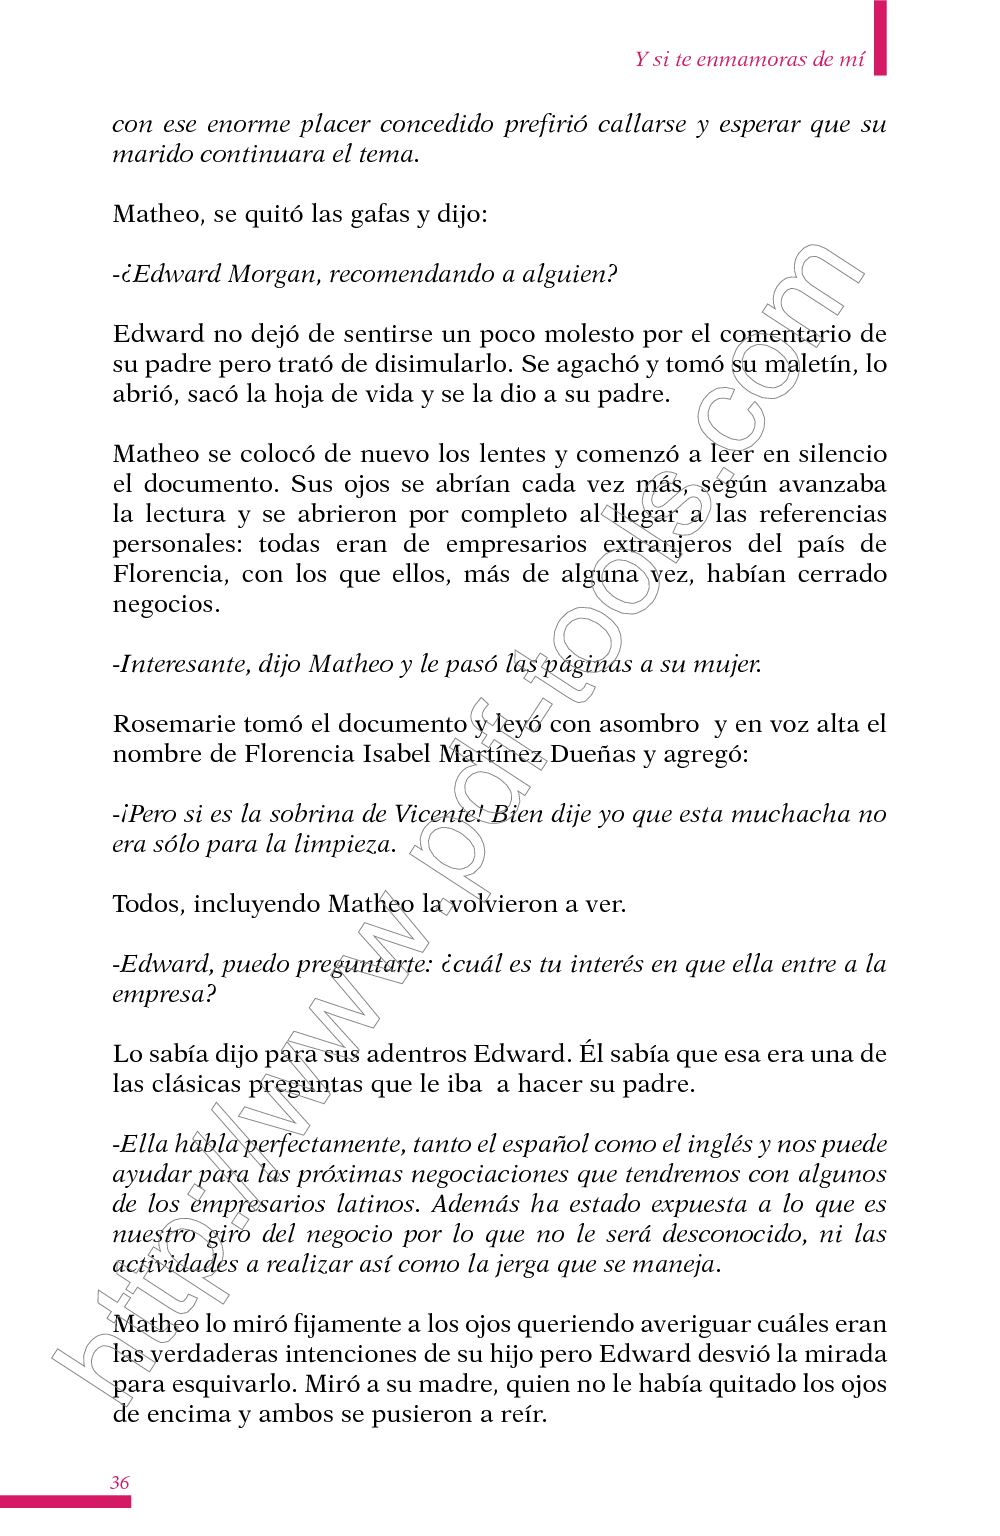 Y si te enmamoras de mí
con ese enorme placer concedido prefirió callarse y esperar que su
marido continuara el tema.
Matheo, se quitó las gafas y dijo:
-¿Edward Morgan, recomendando a alguien?
Edward no dejó de sentirse un poco molesto por el comentario de
su padre pero trató de disimularlo. Se agachó y tomó su maletín, lo
abrió, sacó la hoja de vida y se la dio a su padre.
Matheo se colocó de nuevo los lentes y comenzó a leer en silencio
el documento. Sus ojos se abrían cada vez más, según avanzaba
la lectura y se abrieron por completo al llegar a las referencias
personales: todas eran de empresarios extranjeros del país de
Florencia, con los que ellos, más de alguna vez, habían cerrado
negocios.
-Interesante, dijo Matheo y le pasó las páginas a su mujer.
Rosemarie tomó el documento y leyó con asombro  y en voz alta el
nombre de Florencia Isabel Martínez Dueñas y agregó:
-¡Pero si es la sobrina de Vicente! Bien dije yo que esta muchacha no
era sólo para la limpieza.
Todos, incluyendo Matheo la volvieron a ver.
-Edward, puedo preguntarte: ¿cuál es tu interés en que ella entre a la
empresa?
Lo sabía dijo para sus adentros Edward. Él sabía que esa era una de
las clásicas preguntas que le iba  a hacer su padre.
-Ella habla perfectamente, tanto el español como el inglés y nos puede
ayudar para las próximas negociaciones que tendremos con algunos
de los empresarios latinos. Además ha estado expuesta a lo que es
nuestro giro del negocio por lo que no le será desconocido, ni las
actividades a realizar así como la jerga que se maneja.
Matheo lo miró fijamente a los ojos queriendo averiguar cuáles eran
las verdaderas intenciones de su hijo pero Edward desvió la mirada
para esquivarlo. Miró a su madre, quien no le había quitado los ojos
de encima y ambos se pusieron a reír.
36
http://www.pdf-tools.com